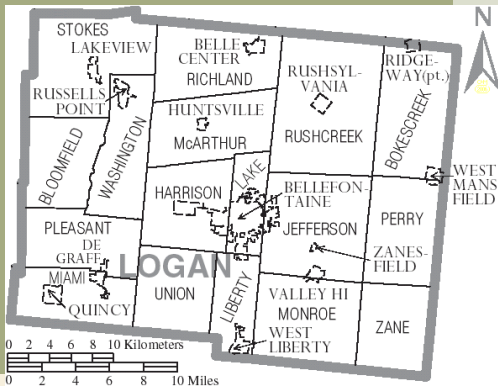 N
STOKES
LAKEVIEW
BELLE
CENTER
RICHLAND
RIDGE-
WAY(pt.)
RUSSELLS
POINT
RUSHSYL-
VANIA
HUNTSVILLE
McARTHUR
RUSHCREEK
BOKESCREEK
BLOOMFIELD
WASHINGTON
WEST
MANS
FIELD
LAKE
HARRISON
BELLEFON-
TAINE
JEFFERSON
PERRY
PLEASANT
DE
GRAFF
ZANES-
FIELD
LOGAN
MIAMI
QUINCY
UNION
LIBERTY
VALLEY HI
MONROE
ZANE
WEST
LIBERTY
0 2 4 6 8 10 Kilometers
0 2 4 6 8 10 Miles